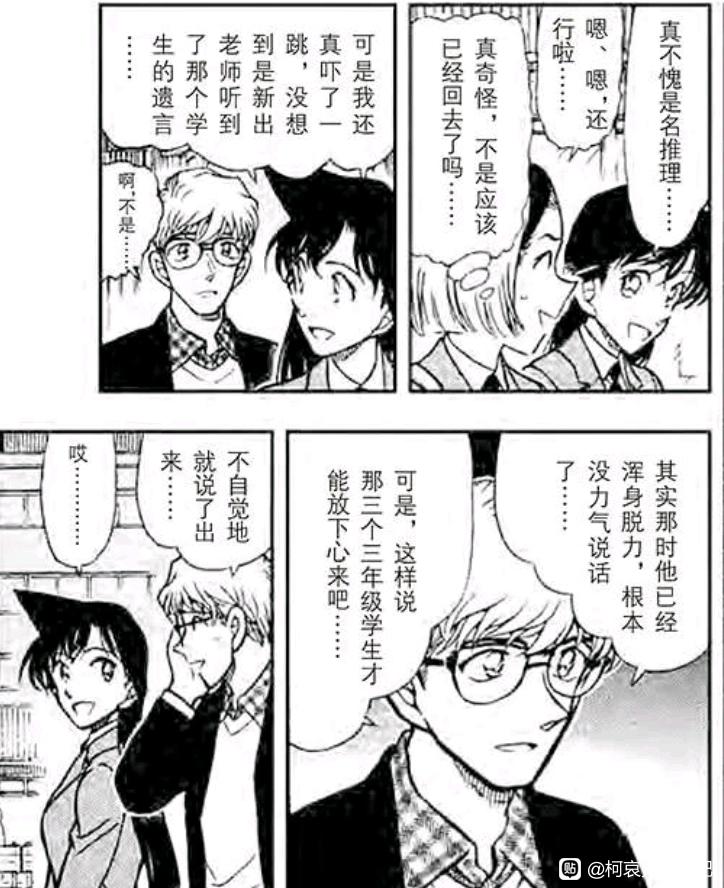 真不愧是名推理……
嗯、嗯，还
行啦……
真奇怪，不是应该
已经回去了吗……
可是我还
真吓了一
跳，没想
到是新出
老师听到
了那个学
生的遗言
……
啊,不是……
其实那时他已经
浑身脱力，根本
没力气说话
了……
可是，这样说
那三个三年级学生才
能放下心来吧……
不自觉地
就说了出
来……
哎……
贴 @柯哀